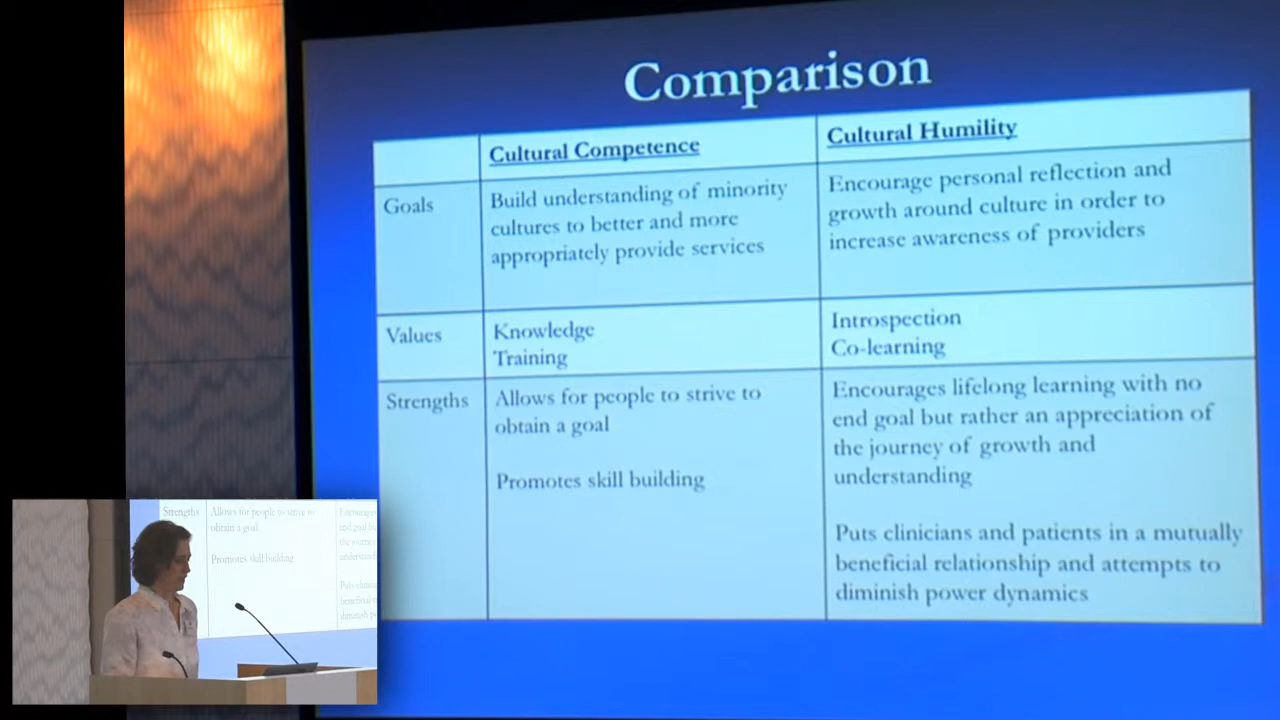 Comparison
Cultural Competence
Cultural Humility
Goals
Build understanding of minority
cultures to better and more
appropriately provide services
Encourage personal reflection and
growth around culture in order to
increase awareness of providers
Values
Knowledge
Training
Introspection
Co-learning
Strengths
Allows for people to strive to
obtain a goal
Promotes skill building
Encourages lifelong learning with no
end goal but rather an appreciation of
the journey of growth and
understanding
Puts clinicians and patients in a mutually
beneficial relationship and attempts to
diminish power dynamics
Strengths
Allows for people to strive to
obtain a goal
Promotes skill building